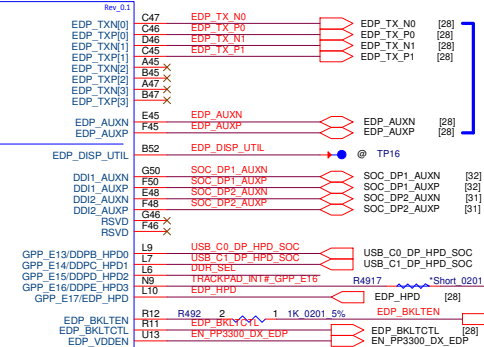 Rev_0.1
EDP_TXN[0] C47 EDP_TX_N0 EDP_TX_N0 [28]
EDP_TXP[0] C46 EDP_TX_P0 EDP_TX_P0 [28]
EDP_TXN[1] D46 EDP_TX_N1 EDP_TX_N1 [28]
EDP_TXP[1] C45 EDP_TX_P1 EDP_TX_P1 [28]
EDP_TXN[2] A45
EDP_TXP[2] B45
EDP_TXN[3] A47
EDP_TXP[3] B47
EDP_AUXN E45 EDP_AUXN EDP_AUXN [28]
EDP_AUXP F45 EDP_AUXP EDP_AUXP [28]
EDP_DISP_UTIL B52 EDP_DISP_UTIL @ TP16
DDI1_AUXN G50 SOC_DP1_AUXN SOC_DP1_AUXN [32]
DDI1_AUXP F50 SOC_DP1_AUXP SOC_DP1_AUXP [32]
DDI2_AUXN E48 SOC_DP2_AUXN SOC_DP2_AUXN [31]
DDI2_AUXP F48 SOC_DP2_AUXP SOC_DP2_AUXP [31]
RSVD G46
RSVD F46
GPP_E13/DDPB_HPD0 L9 USB_C0_DP_HPD_SOC USB_C0_DP_HPD_SOC
GPP_E14/DDPC_HPD1 L7 USB_C1_DP_HPD_SOC USB_C1_DP_HPD_SOC
GPP_E15/DDPD_HPD2 L6 DDR_SEL
GPP_E16/DDPE_HPD3 N9 TRACKPAD_INT#_GPP_E16 R4917 *Short_0201
GPP_E17/EDP_HPD L10 EDP_HPD EDP_HPD [28]
EDP_BKLTEN R12 R492 2 1 1K_0201_5% EDP_BKLTEN
EDP_BKLTCTL R11 EDP_BKLTCTL EDP_BKLTCTL [28]
EDP_VDDEN U13 EN_PP3300_DX_EDP EN_PP3300_DX_EDP